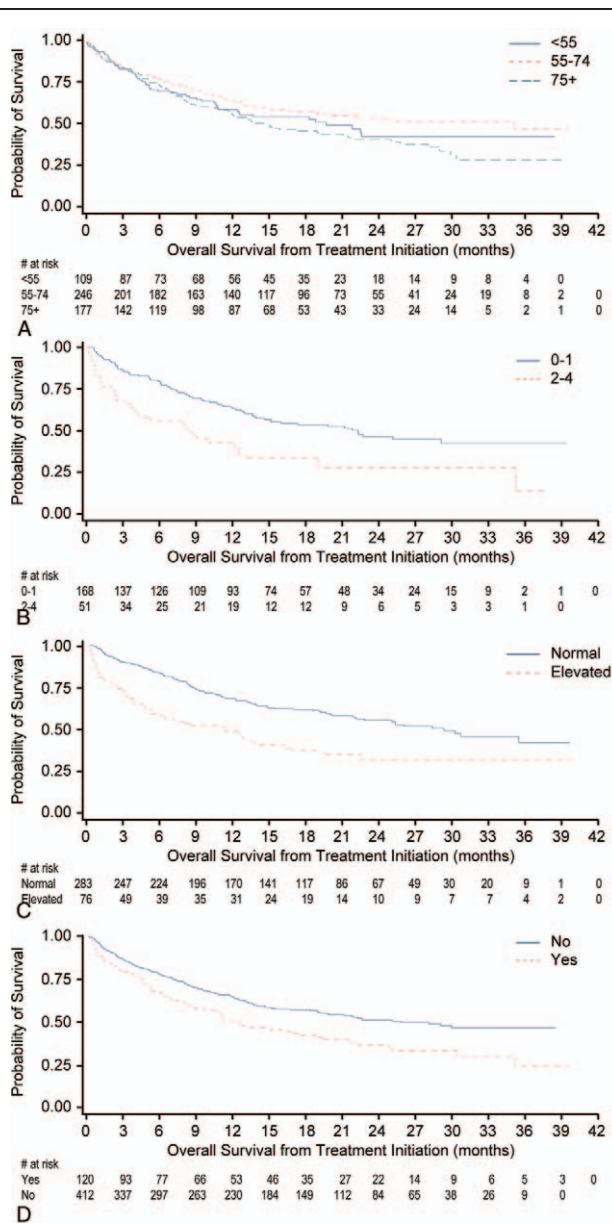 1.00
0.75
0.50
0.25
0.00
Probability of Survival
<55
55-74
75+
0 3 6 9 12 15 18 21 24 27 30 33 36 39 42
Overall Survival from Treatment Initiation (months)
# at risk
<55 109 87 73 68 56 45 35 23 18 14 9 8 4 0
55-74 246 201 182 163 140 117 96 73 55 41 24 19 8 2 0
75+ 177 142 119 98 87 68 53 43 33 24 14 5 2 1 0
A
1.00
0.75
0.50
0.25
0.00
Probability of Survival
0-1
2-4
0 3 6 9 12 15 18 21 24 27 30 33 36 39 42
Overall Survival from Treatment Initiation (months)
# at risk
0-1 168 137 126 109 93 74 57 48 34 24 15 9 2 1 0
2-4 51 34 25 21 19 12 12 9 6 5 3 3 1 0
B
1.00
0.75
0.50
0.25
0.00
Probability of Survival
Normal
Elevated
0 3 6 9 12 15 18 21 24 27 30 33 36 39 42
Overall Survival from Treatment Initiation (months)
# at risk
Normal 283 247 224 196 170 141 117 86 67 49 30 20 9 1 0
Elevated 76 49 39 35 31 24 19 14 10 9 7 7 4 2 0
C
1.00
0.75
0.50
0.25
0.00
Probability of Survival
No
Yes
0 3 6 9 12 15 18 21 24 27 30 33 36 39 42
Overall Survival from Treatment Initiation (months)
# at risk
Yes 120 93 77 66 53 46 35 27 22 14 9 6 5 3 0
No 412 337 297 263 230 184 149 112 84 65 38 26 9 0
D